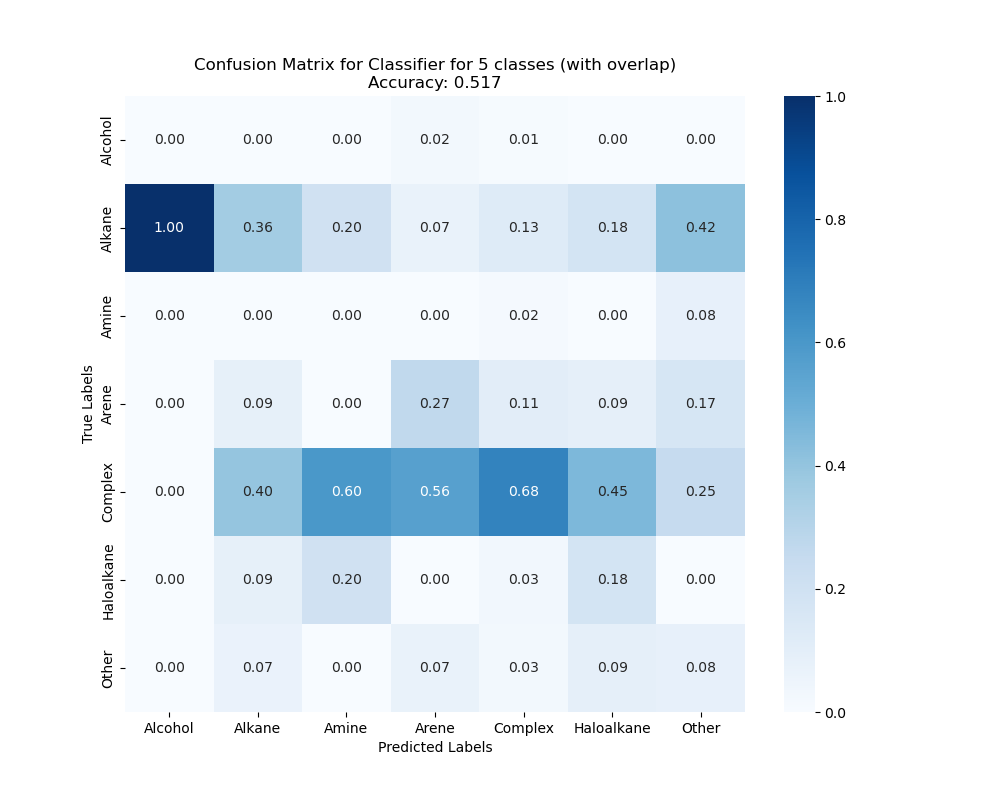 Confusion Matrix for Classifier for 5 classes (with overlap)
Accuracy: 0.517
True Labels
Alcohol 0.00 0.00 0.00 0.02 0.01 0.00 0.00
Alkane 1.00 0.36 0.20 0.07 0.13 0.18 0.42
Amine 0.00 0.00 0.00 0.00 0.02 0.00 0.08
Arene 0.00 0.09 0.00 0.27 0.11 0.09 0.17
Complex 0.00 0.40 0.60 0.56 0.68 0.45 0.25
Haloalkane 0.00 0.09 0.20 0.00 0.03 0.18 0.00
Other 0.00 0.07 0.00 0.07 0.03 0.09 0.08
Alcohol Alkane Amine Arene Complex Haloalkane Other
Predicted Labels
1.0
0.8
0.6
0.4
0.2
0.0